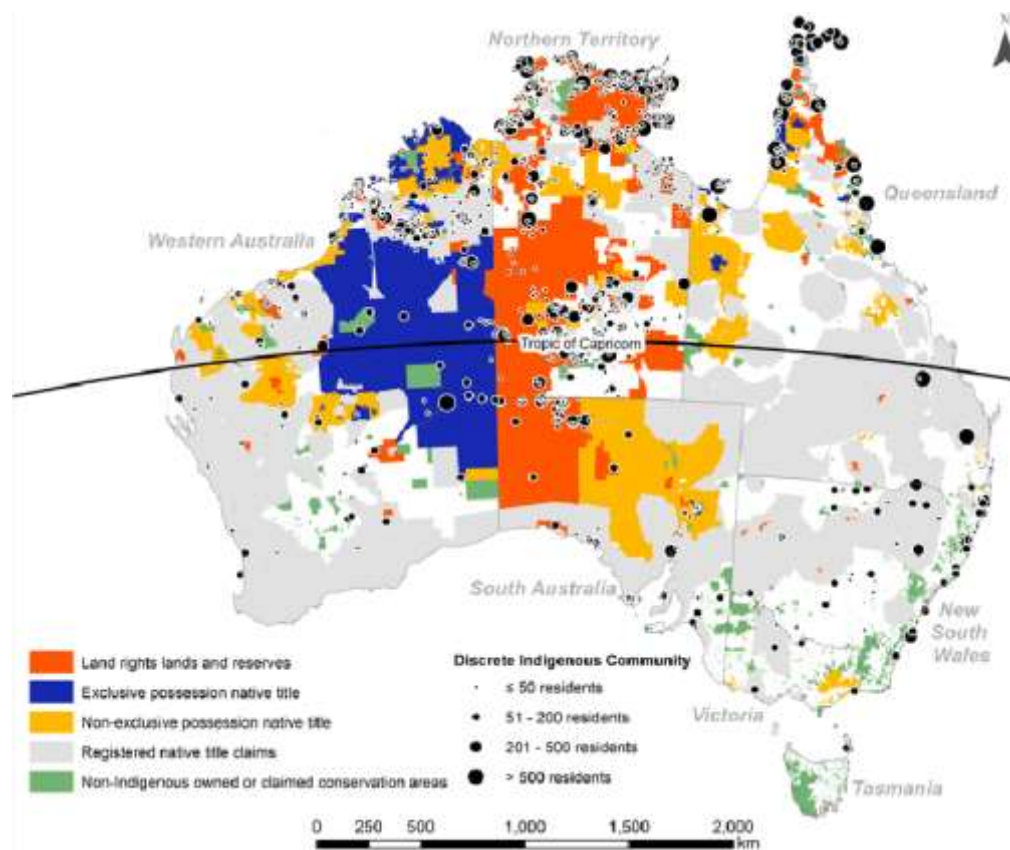 N
Northern Territory
Queensland
Western Australia
Tropic of Capricorn
South Australia
New
South
Wales
Victoria
Tasmania
Land rights lands and reserves
Exclusive possession native title
Non-exclusive possession native title
Registered native title claims
Non-Indigenous owned or claimed conservation areas
Discrete Indigenous Community
≤ 50 residents
51 - 200 residents
201 - 500 residents
> 500 residents
0 250 500 1,000 1,500 2,000
km